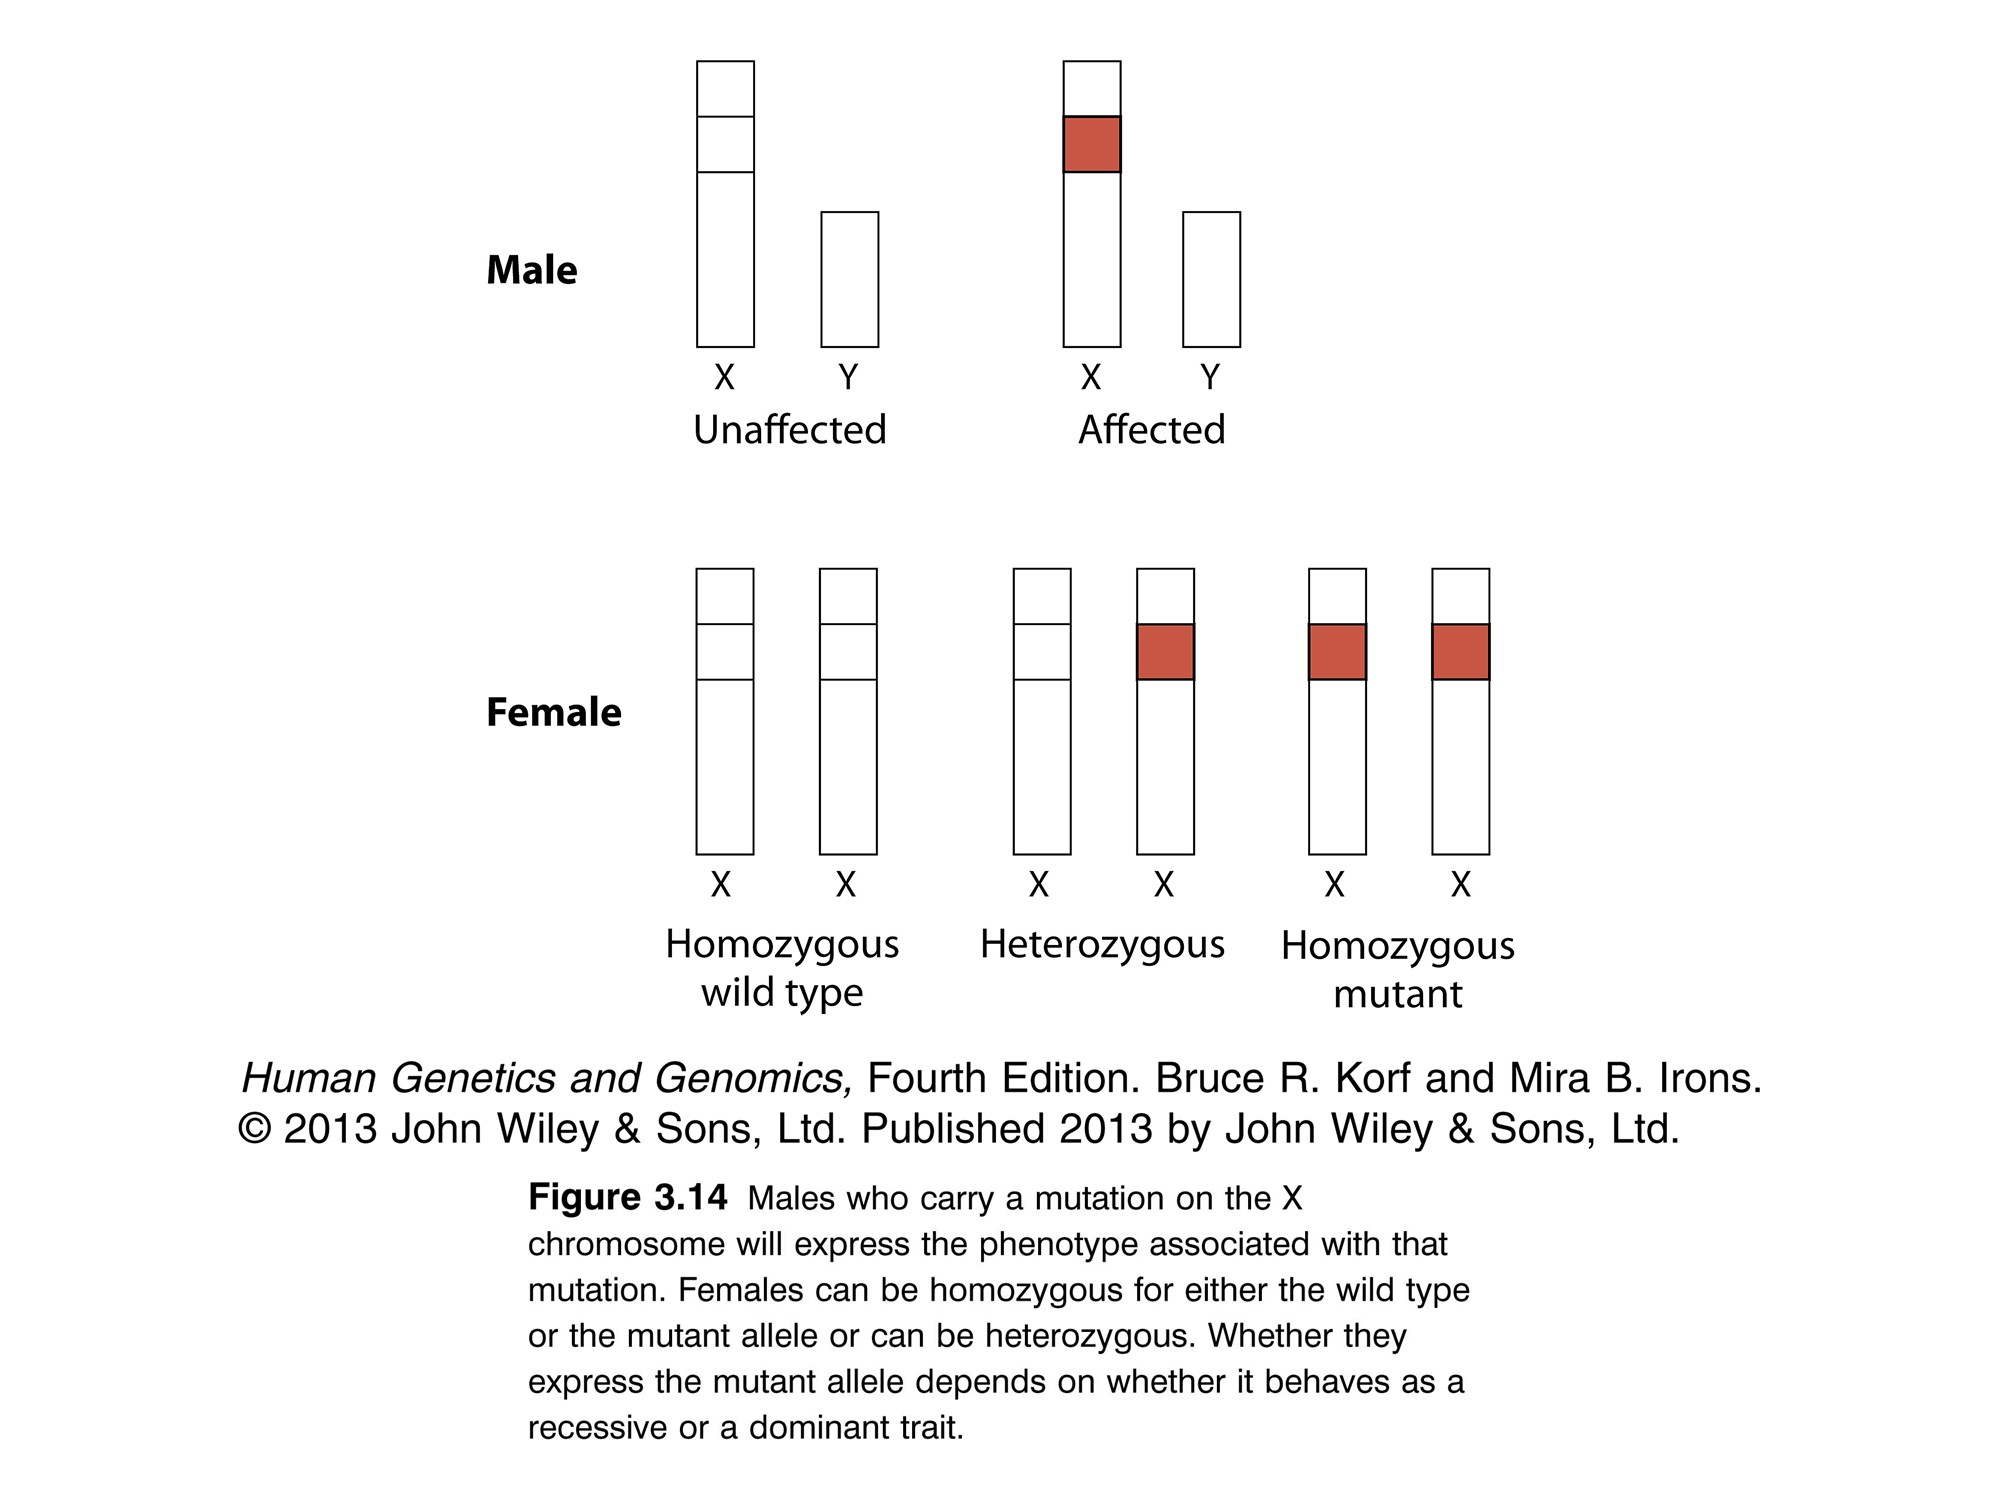 X Y X Y
Male
Unaffected Affected
Female
X X X X X X
Homozygous Heterozygous Homozygous
wild type mutant
Human Genetics and Genomics, Fourth Edition. Bruce R. Korf and Mira B. Irons.
© 2013 John Wiley & Sons, Ltd. Published 2013 by John Wiley & Sons, Ltd.
Figure 3.14 Males who carry a mutation on the X
chromosome will express the phenotype associated with that
mutation. Females can be homozygous for either the wild type
or the mutant allele or can be heterozygous. Whether they
express the mutant allele depends on whether it behaves as a
recessive or a dominant trait.